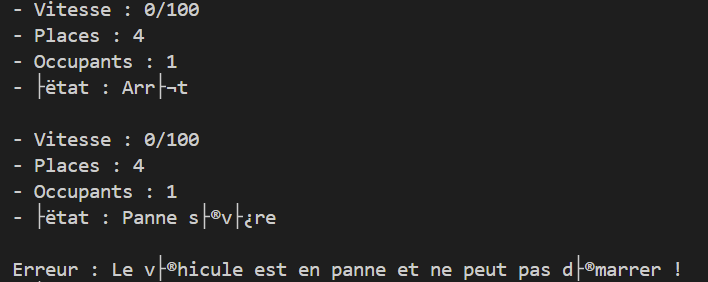 - Vitesse : 0/100
- Places : 4
- Occupants : 1
- ├ëtat : Arr├¬t
- Vitesse : 0/100
- Places : 4
- Occupants : 1
- ├ëtat : Panne s├®v├¿re
Erreur : Le v├®hicule est en panne et ne peut pas d├®marrer !